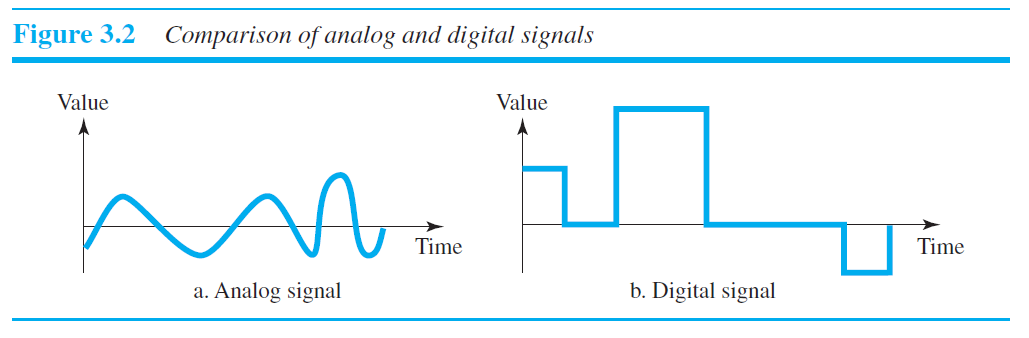 Figure 3.2 Comparison of analog and digital signals
Value
Time
a. Analog signal
Value
Time
b. Digital signal